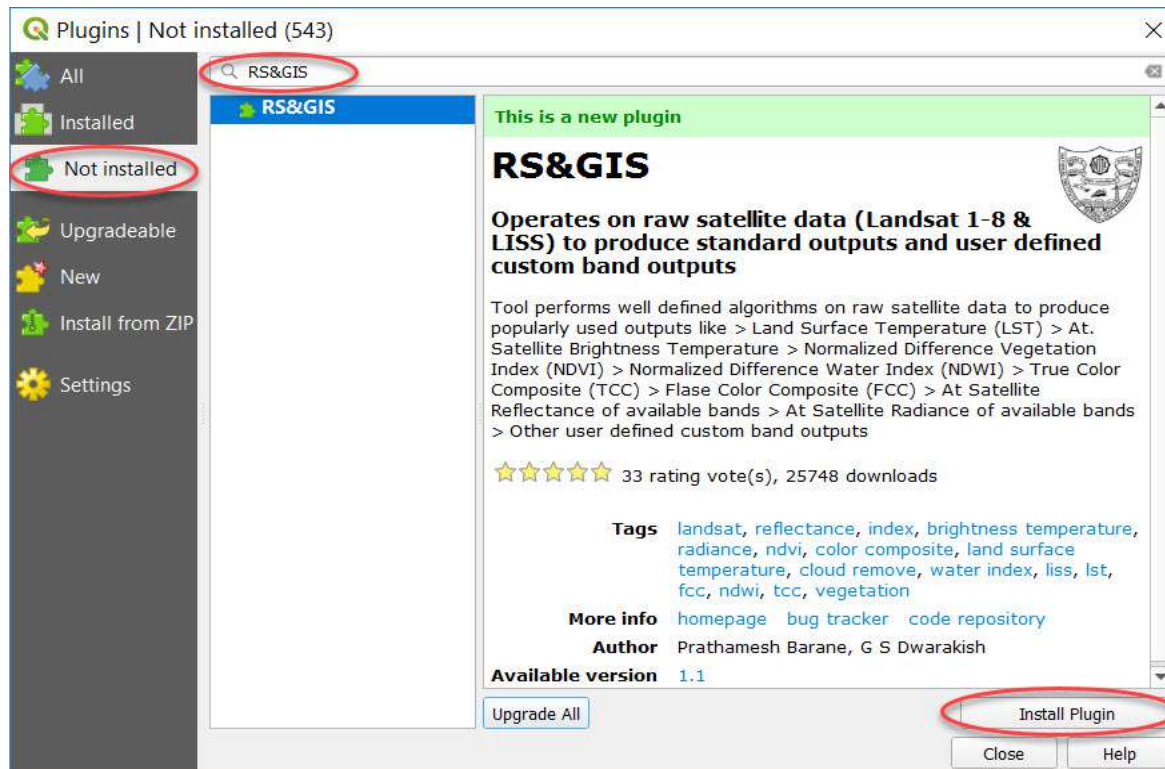 Plugins | Not installed (543)
All
Installed
Not installed
Upgradeable
New
Install from ZIP
Settings
RS&GIS
RS&GIS
This is a new plugin
RS&GIS
Operates on raw satellite data (Landsat 1-8 &
LISS) to produce standard outputs and user defined
custom band outputs
Tool performs well defined algorithms on raw satellite data to produce
popularly used outputs like > Land Surface Temperature (LST) > At.
Satellite Brightness Temperature > Normalized Difference Vegetation
Index (NDVI) > Normalized Difference Water Index (NDWI) > True Color
Composite (TCC) > Flase Color Composite (FCC) > At Satellite
Reflectance of available bands > At Satellite Radiance of available bands
> Other user defined custom band outputs
33 rating vote(s), 25748 downloads
Tags landsat, reflectance, index, brightness temperature,
radiance, ndvi, color composite, land surface
temperature, cloud remove, water index, liss, lst,
fcc, ndwi, tcc, vegetation
More info homepage bug tracker code repository
Author Prathamesh Barane, G S Dwarakish
Available version 1.1
Upgrade All
Install Plugin
Close
Help